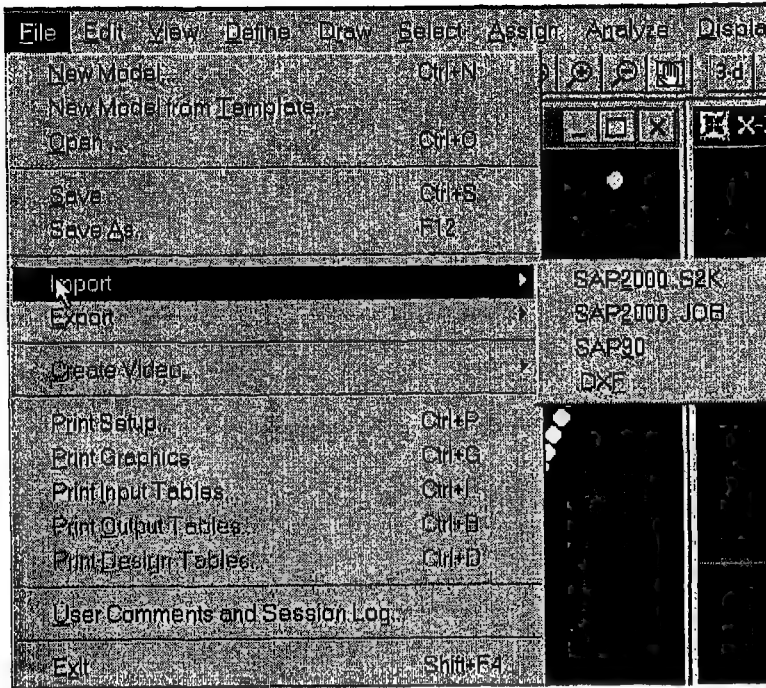 File Edit View Define Draw Select Assign Analyze Displa
3-d
New Model... Ctrl+N
New Model from Template...
Open... Ctrl+O
X-
Save Ctrl+S
Save As... F12
Import
SAP2000 .S2K
Export
SAP2000 .JOB
SAP90
Create Video...
.DXF
Print Setup... Ctrl+P
Print Graphics Ctrl+G
Print Input Tables... Ctrl+I
Print Output Tables... Ctrl+B
Print Design Tables... Ctrl+D
User Comments and Session Log...
Exit Shift+F4